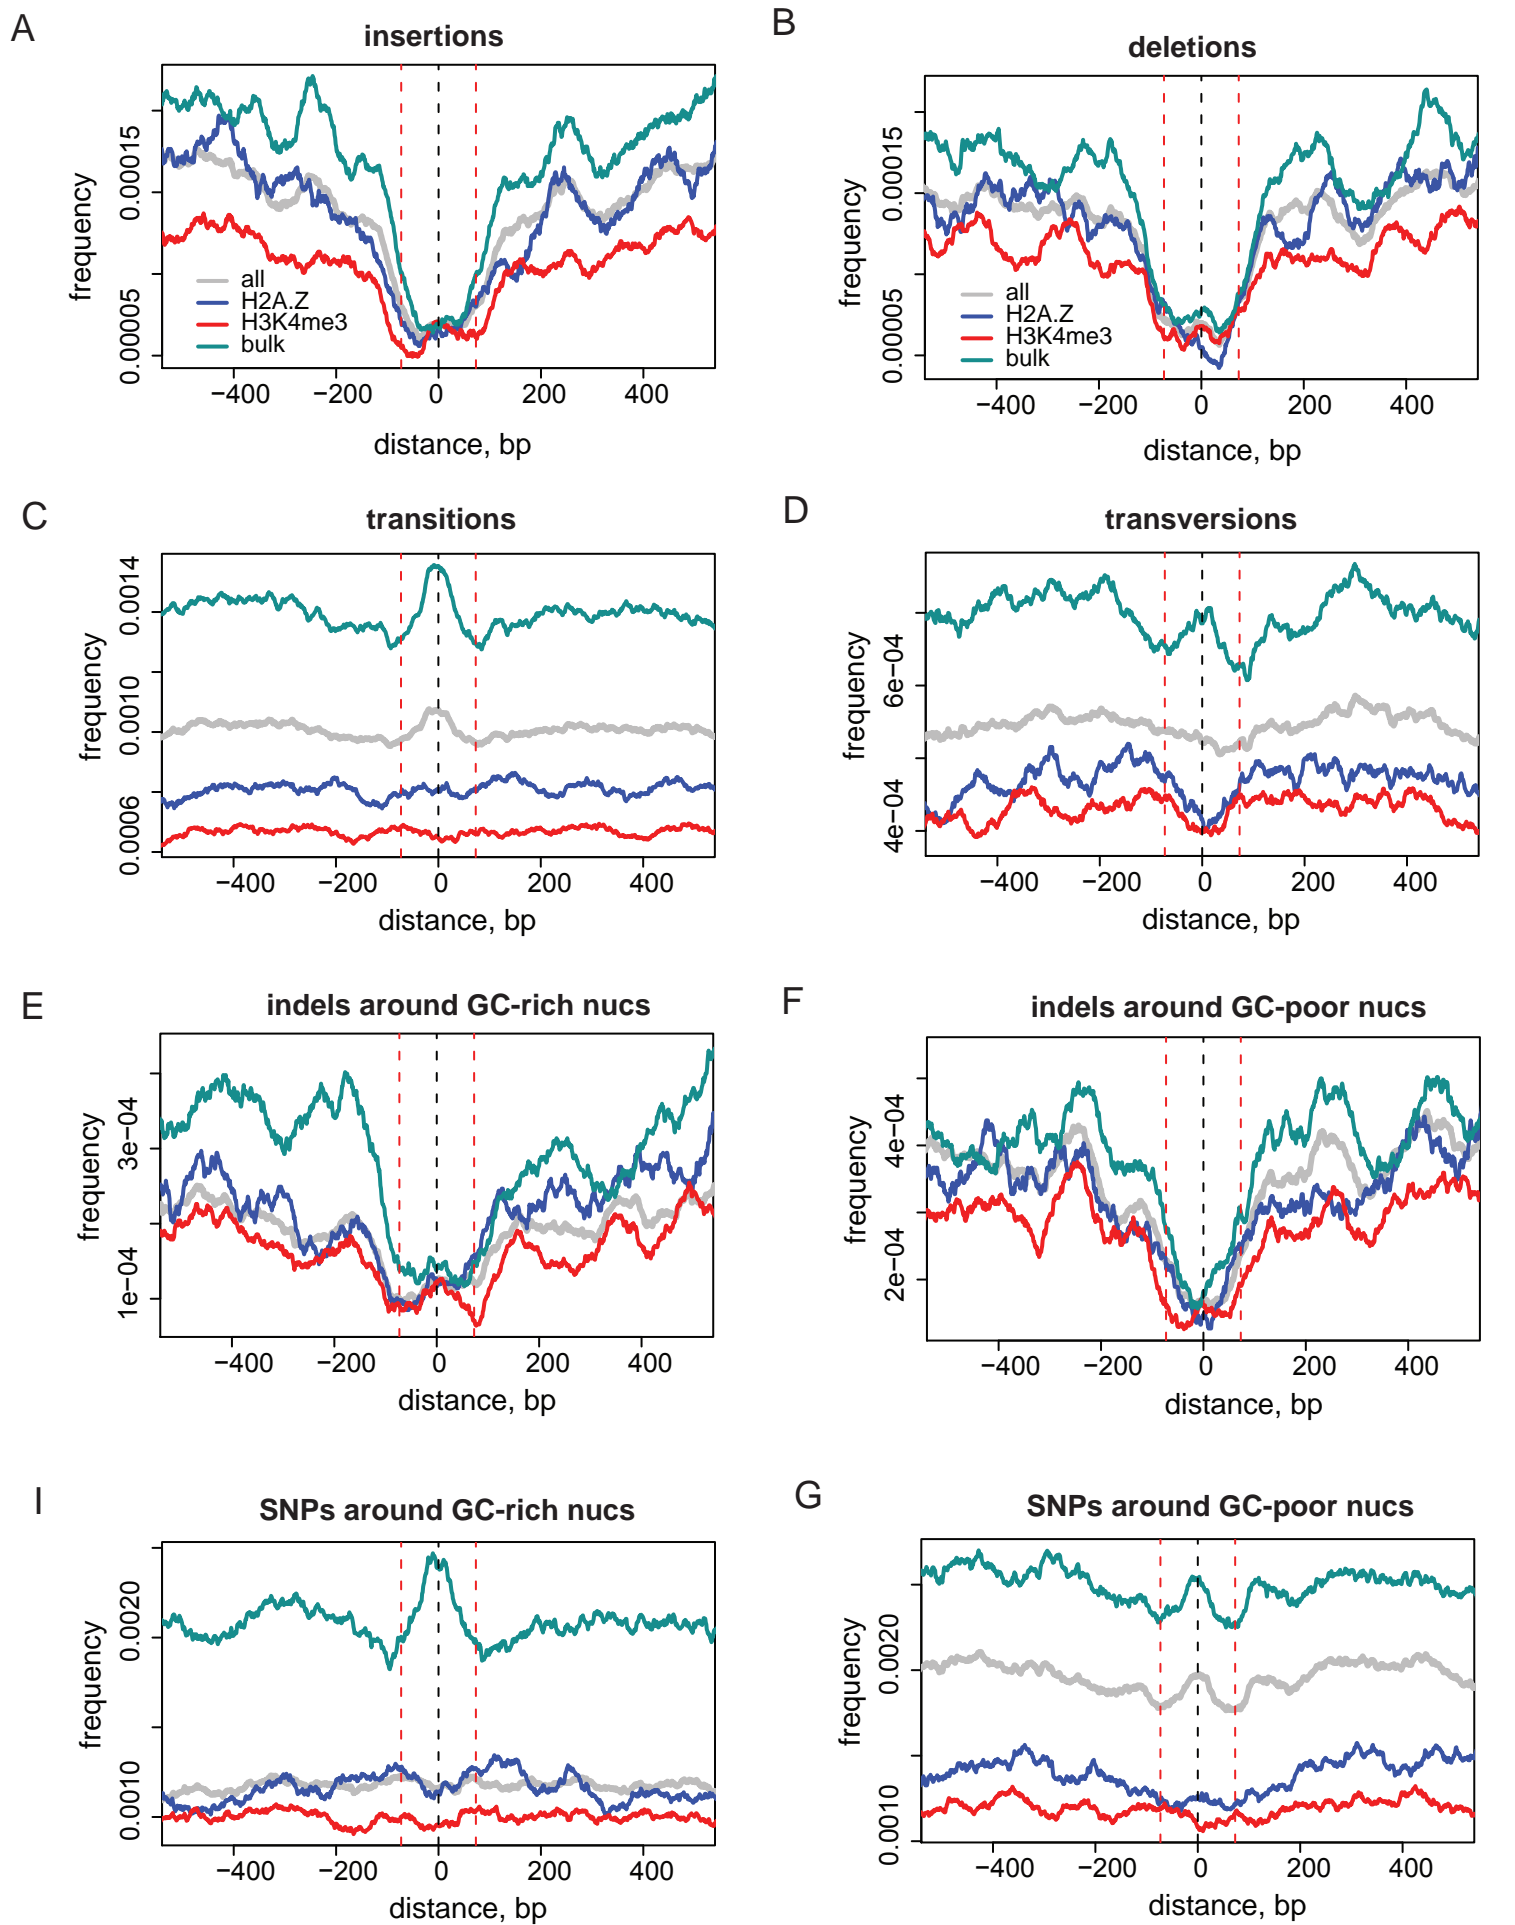 A
insertions
frequency
0.00005
0.00015
all
H2A.Z
H3K4me3
bulk
−400
−200
0
200
400
distance, bp
B
deletions
frequency
0.00005
0.00015
all
H2A.Z
H3K4me3
bulk
−400
−200
0
200
400
distance, bp
C
transitions
frequency
0.0006
0.0010
0.0014
−400
−200
0
200
400
distance, bp
D
transversions
frequency
4e−04
6e−04
−400
−200
0
200
400
distance, bp
E
indels around GC-rich nucs
frequency
1e−04
3e−04
−400
−200
0
200
400
distance, bp
F
indels around GC-poor nucs
frequency
2e−04
4e−04
−400
−200
0
200
400
distance, bp
I
SNPs around GC-rich nucs
frequency
0.0010
0.0020
−400
−200
0
200
400
distance, bp
G
SNPs around GC-poor nucs
frequency
0.0010
0.0020
−400
−200
0
200
400
distance, bp